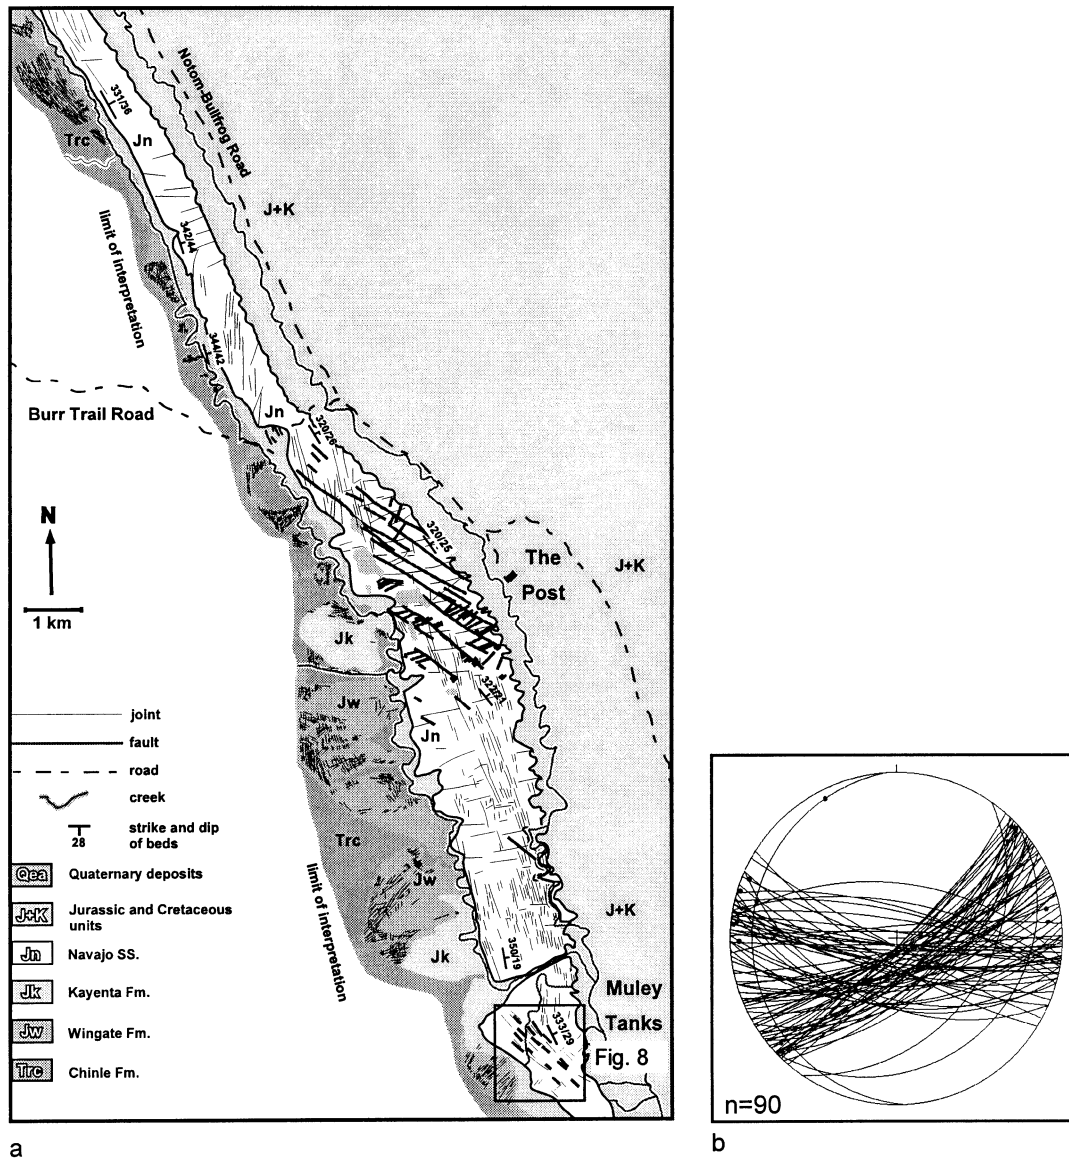 Notom-Bullfrog Road
331/36
Trc
Jn
J+K
342/44
limit of interpretation
344/42
Burr Trail Road
Jn
320/26
N
1 km
320/25
The
Post
J+K
Jk
Jw
322/21
Jn
joint
fault
road
creek
28
strike and dip
of beds
Trc
Jw
limit of interpretation
Qea
Quaternary deposits
J+K
Jurassic and Cretaceous
units
J+K
Jn
Navajo SS.
Jk
350/19
Jk
Kayenta Fm.
Muley
Tanks
Jw
Wingate Fm.
333/29
Fig. 8
Trc
Chinle Fm.
n=90
a
b